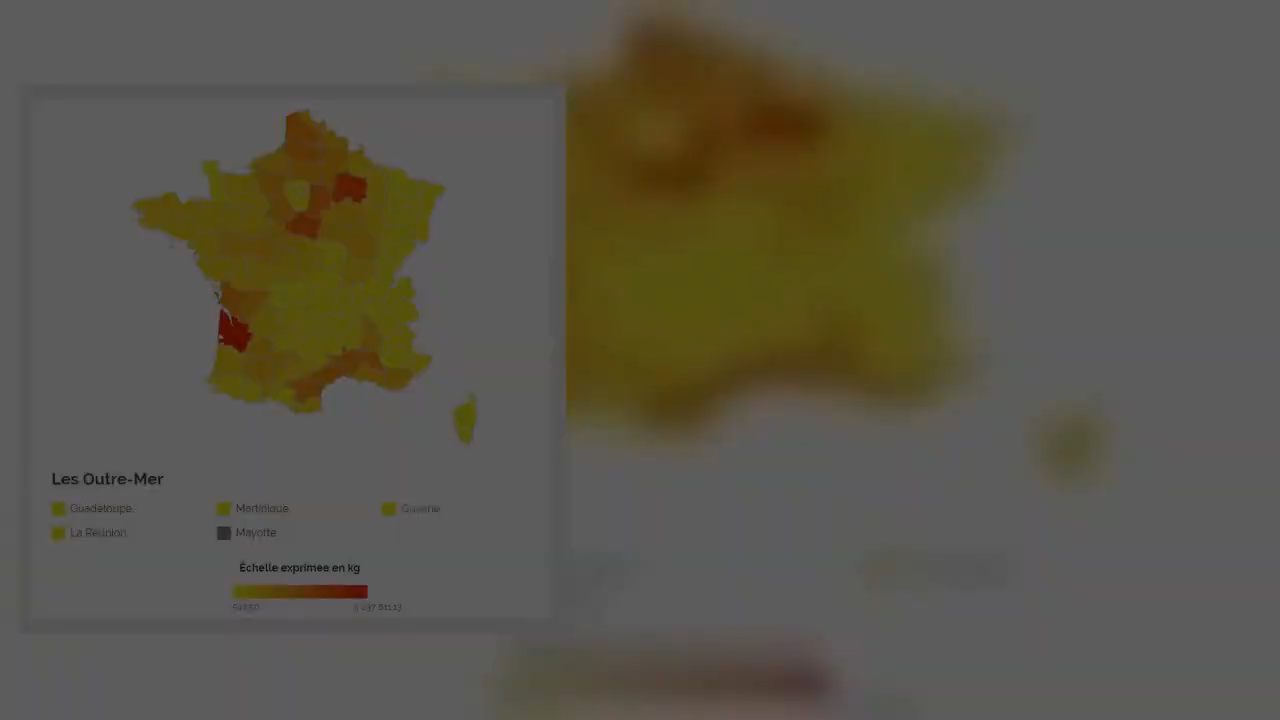 Les Outre-Mer
Guadeloupe
Martinique
Guyane
La Réunion
Mayotte
Échelle exprimée en kg